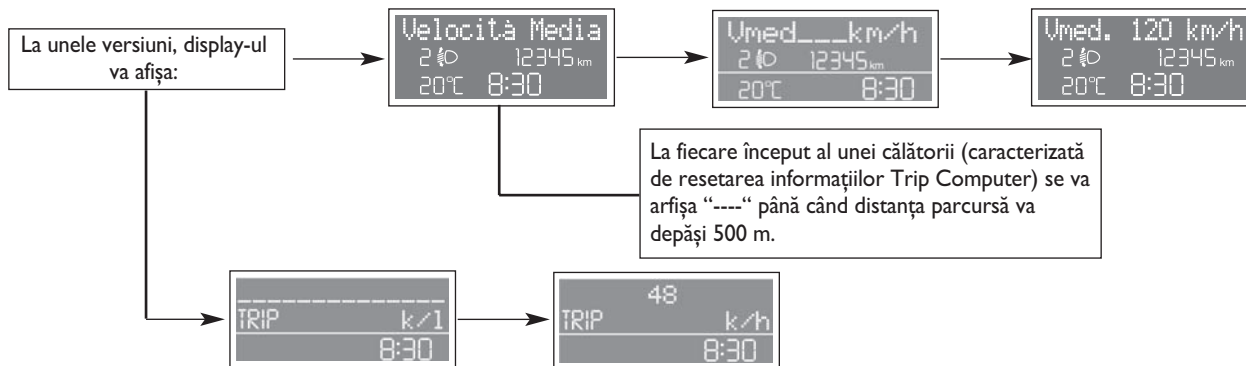 La unele versiuni, display-ul
va afișa:
Velocità Media
2 12345 km
20°C 8:30
Vmed___km/h
2 12345 km
20°C 8:30
Vmed. 120 km/h
2 12345 km
20°C 8:30
La fiecare început al unei călătorii (caracterizată
de resetarea informațiilor Trip Computer) se va
arfișa “----“ până când distanța parcursă va
depăși 500 m.
______________
TRIP k/l
8:30
48
TRIP k/h
8:30